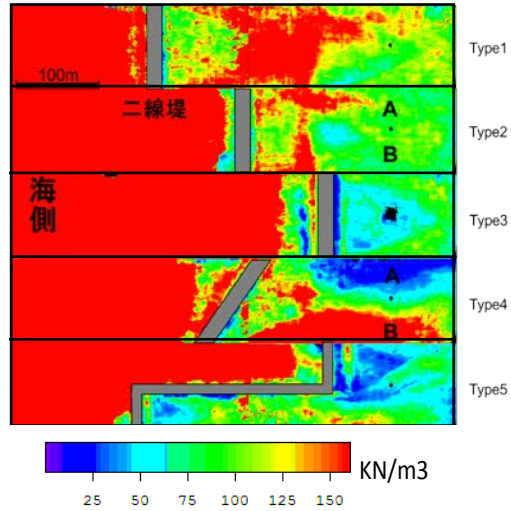 Type1
100m
二線堤
A
Type2
B
海側
Type3
A
Type4
B
Type5
KN/m3
25 50 75 100 125 150